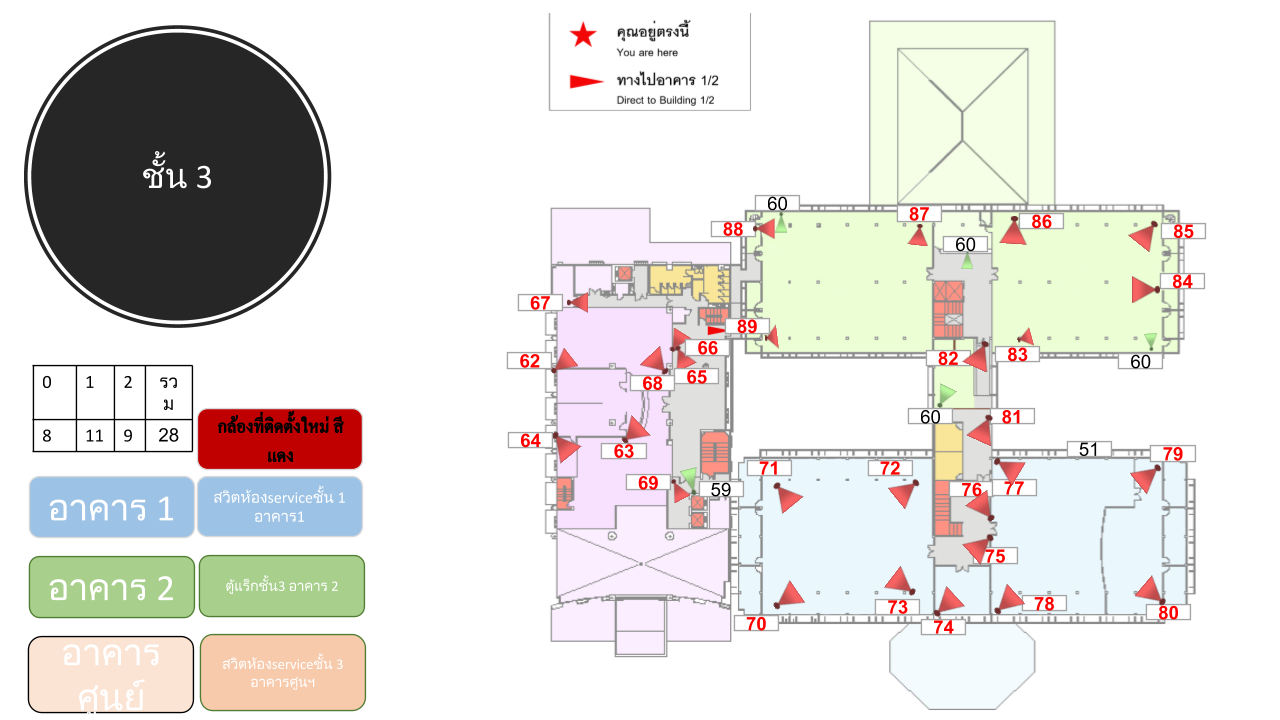 ชั้น 3
คุณอยู่ตรงนี้
You are here
ทางไปอาคาร 1/2
Direct to Building 1/2
0 1 2 รว
ม
8 11 9 28
กล้องที่ติดตั้งใหม่ สี
แดง
อาคาร 1
สวิตห้องserviceชั้น 1
อาคาร1
อาคาร 2
ตู้แร็กชั้น3 อาคาร 2
อาคาร
ศูนย์
สวิตห้องserviceชั้น 3
อาคารศูนฯ
60
87
86
88
85
60
84
67
89
66
82
83
60
62
68
65
60
81
64
63
51
79
71
72
69
59
76
77
75
73
78
80
70
74